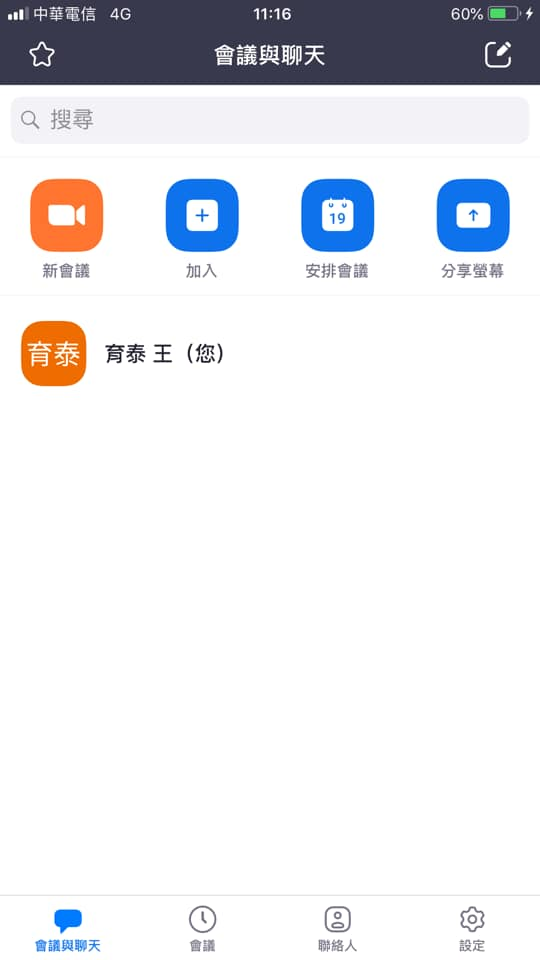 中華電信 4G 11:16 60%
會議與聊天
搜尋
19
新會議 加入 安排會議 分享螢幕
育泰 育泰 王（您）
會議與聊天 會議 聯絡人 設定